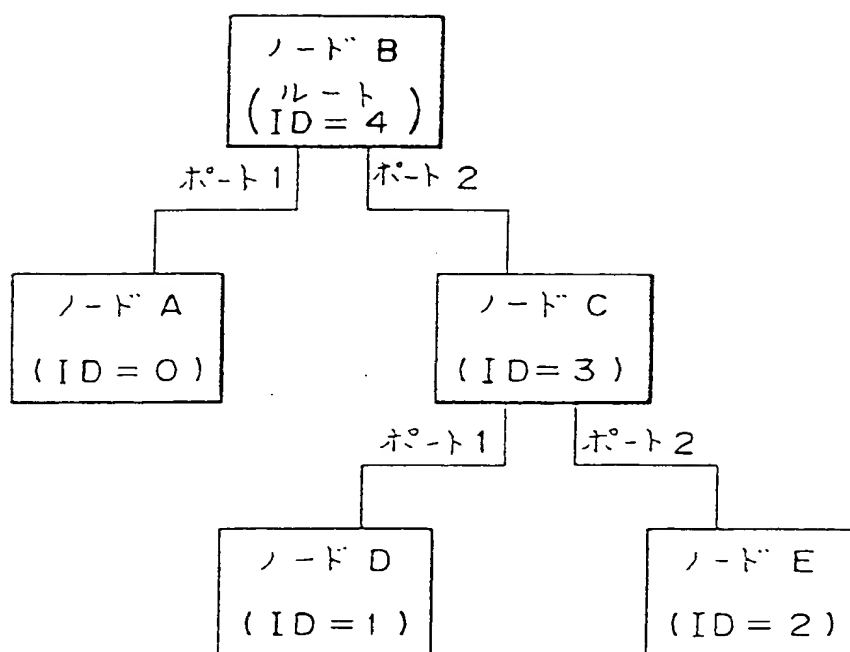 ノード B
(ルート
ID = 4)
ポート 1
ポート 2
ノード A
(ID = 0)
ノード C
(ID = 3)
ポート 1
ポート 2
ノード D
(ID = 1)
ノード E
(ID = 2)